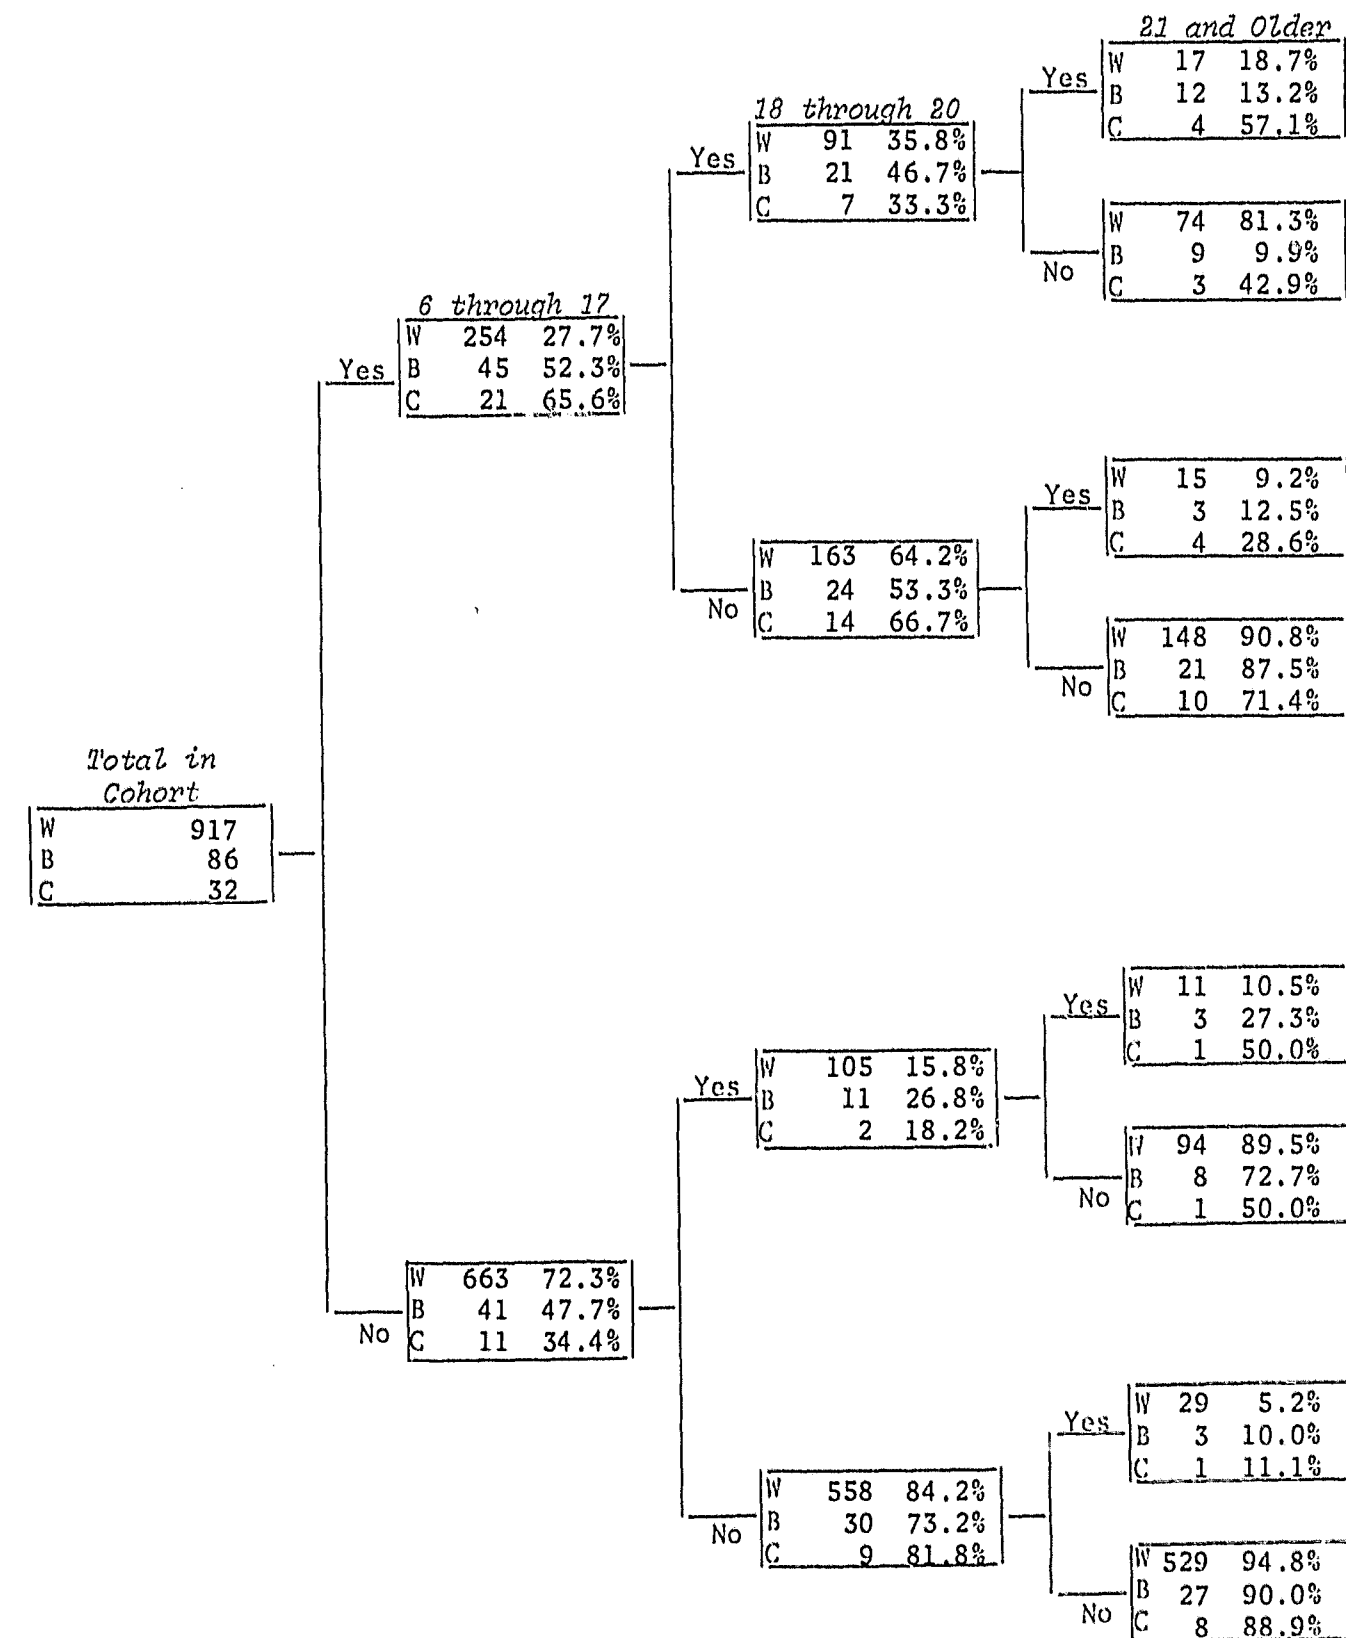 21 and Older
Yes
W 17 18.7%
B 12 13.2%
C 4 57.1%
18 through 20
Yes
W 91 35.8%
B 21 46.7%
C 7 33.3%
No
W 74 81.3%
B 9 9.9%
C 3 42.9%
6 through 17
Yes
W 254 27.7%
B 45 52.3%
C 21 65.6%
Yes
W 15 9.2%
B 3 12.5%
C 4 28.6%
No
W 163 64.2%
B 24 53.3%
C 14 66.7%
No
W 148 90.8%
B 21 87.5%
C 10 71.4%
Total in
Cohort
W 917
B 86
C 32
Yes
W 11 10.5%
B 3 27.3%
C 1 50.0%
Yes
W 105 15.8%
B 11 26.8%
C 2 18.2%
No
W 94 89.5%
B 8 72.7%
C 1 50.0%
No
W 663 72.3%
B 41 47.7%
C 11 34.4%
Yes
W 29 5.2%
B 3 10.0%
C 1 11.1%
No
W 558 84.2%
B 30 73.2%
C 9 81.8%
No
W 529 94.8%
B 27 90.0%
C 8 88.9%